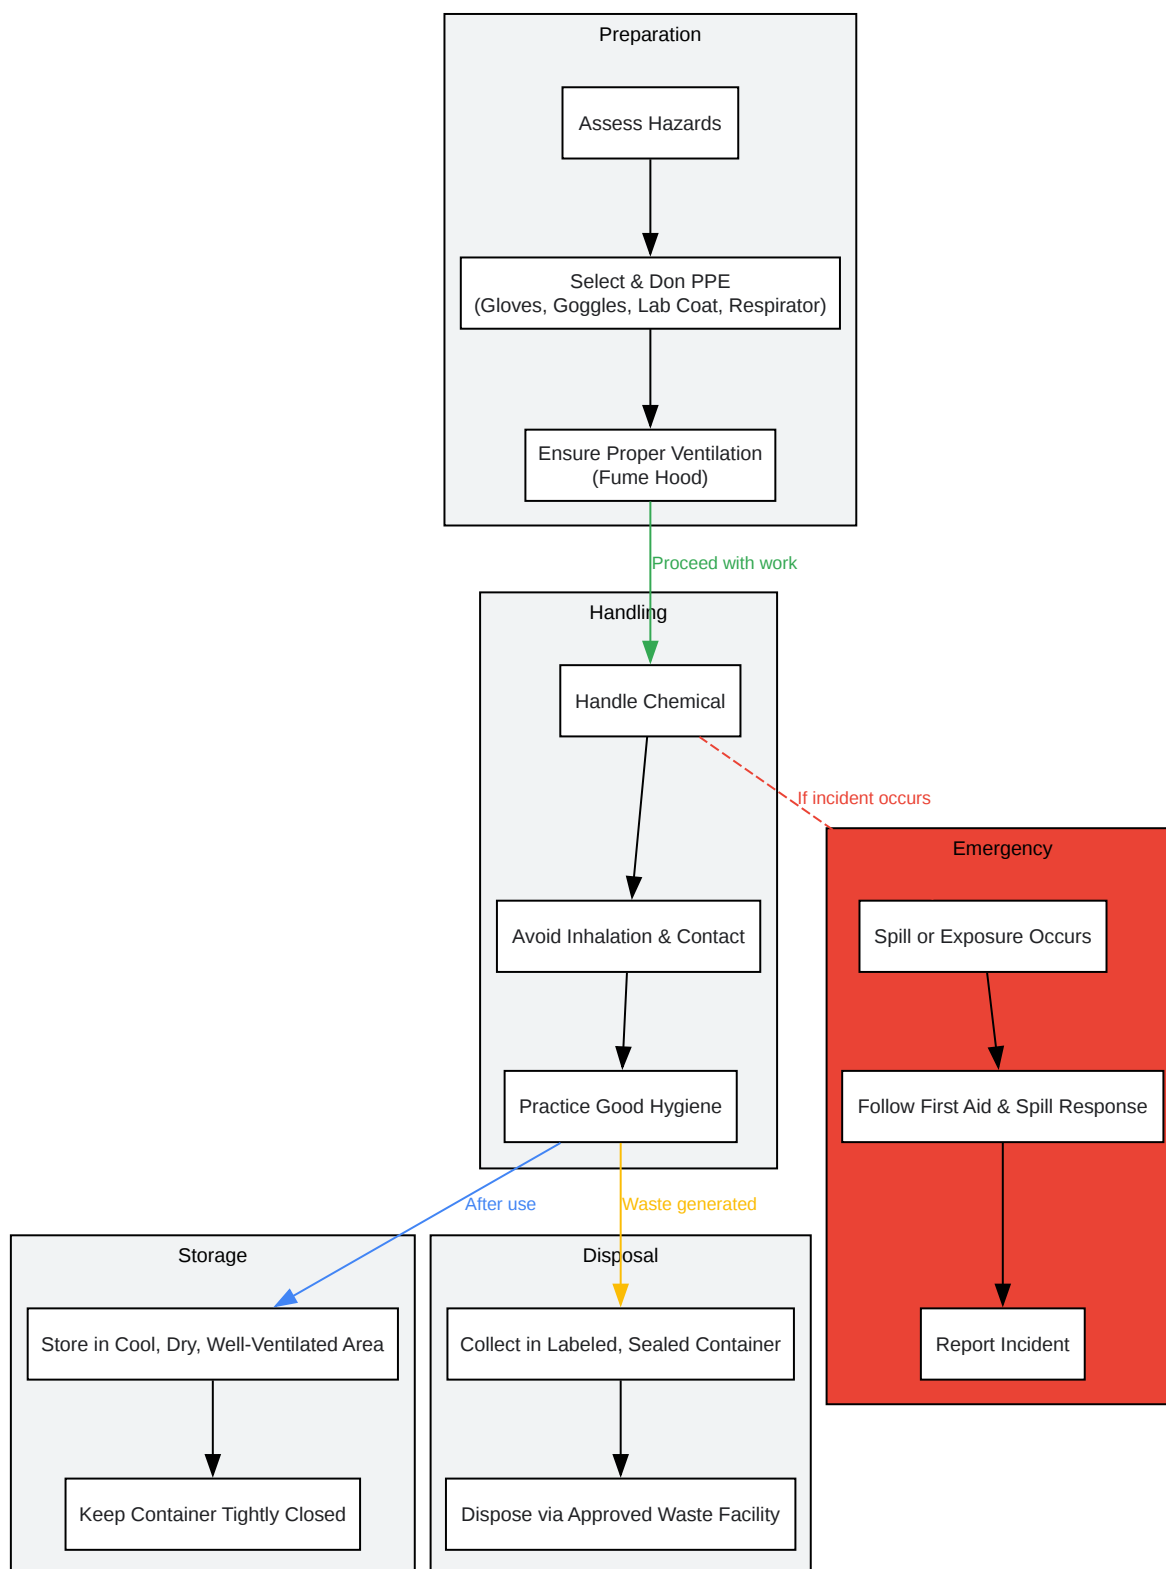 Preparation
Assess Hazards
Select & Don PPE
(Gloves, Goggles, Lab Coat, Respirator)
Ensure Proper Ventilation
(Fume Hood)
Proceed with work
Handling
Handle Chemical
If incident occurs
Emergency
Avoid Inhalation & Contact
Spill or Exposure Occurs
Practice Good Hygiene
Follow First Aid & Spill Response
After use
Waste generated
Storage
Disposal
Store in Cool, Dry, Well-Ventilated Area
Collect in Labeled, Sealed Container
Report Incident
Keep Container Tightly Closed
Dispose via Approved Waste Facility